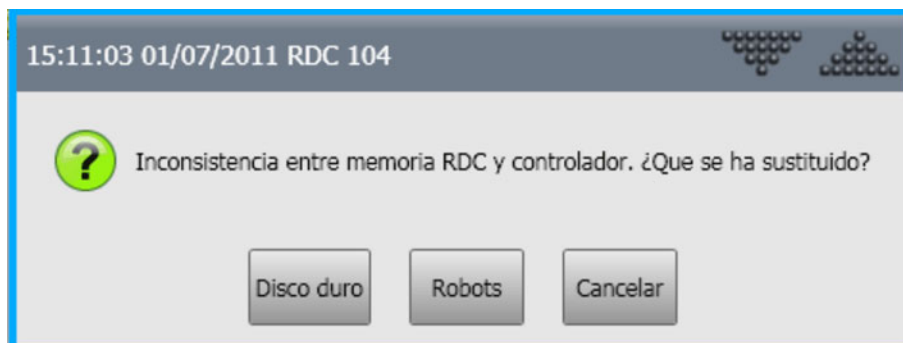 15:11:03 01/07/2011 RDC 104
Inconsistencia entre memoria RDC y controlador. ¿Que se ha sustituido?
Disco duro
Robots
Cancelar